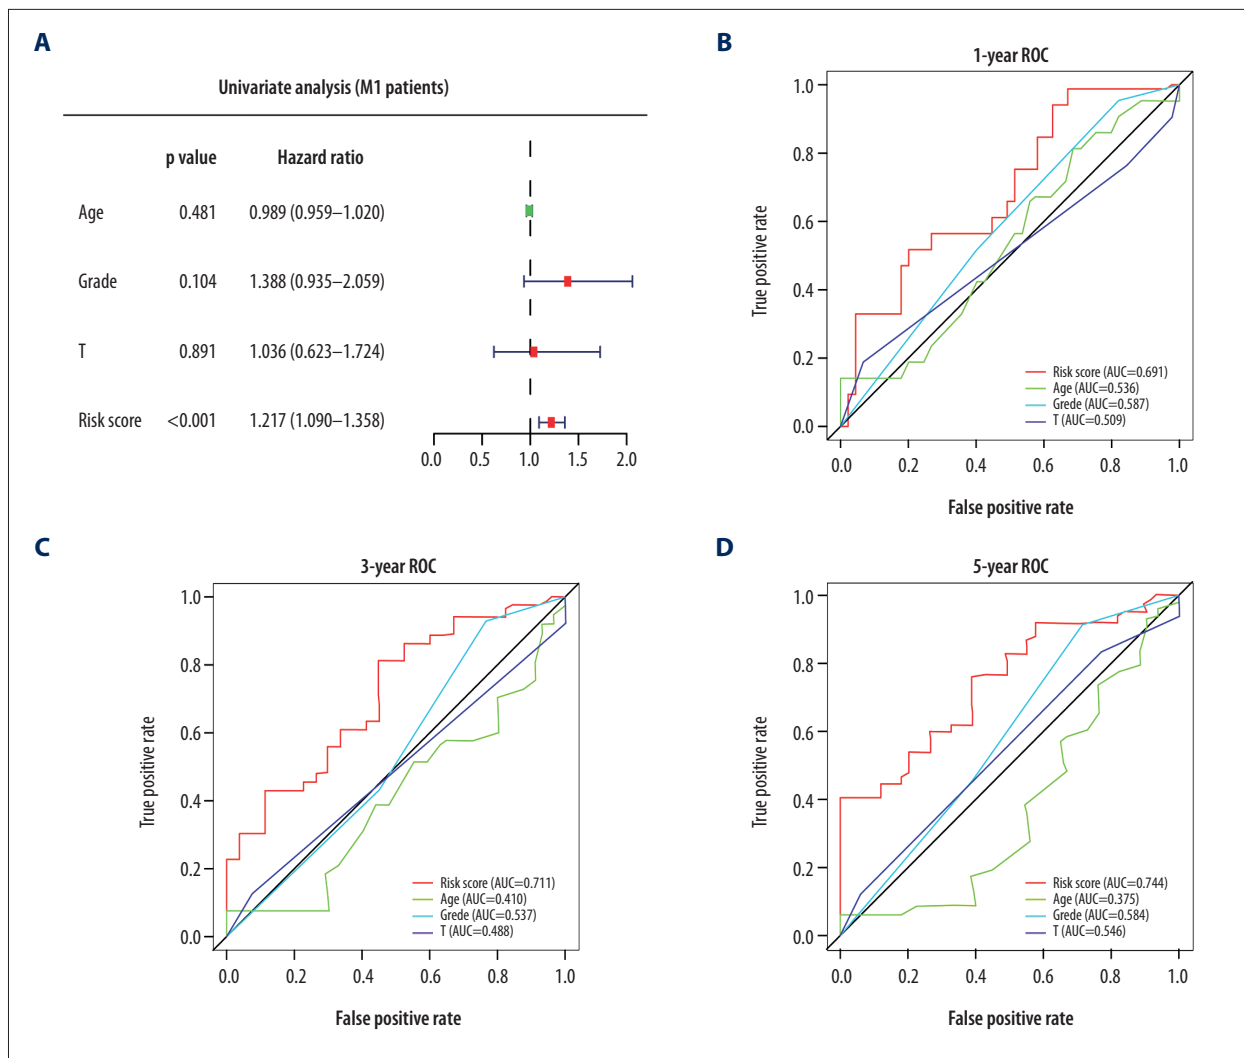 A
Univariate analysis (M1 patients)
p value Hazard ratio
Age 0.481 0.989 (0.959–1.020)
Grade 0.104 1.388 (0.935–2.059)
T 0.891 1.036 (0.623–1.724)
Risk score <0.001 1.217 (1.090–1.358)
0.0 0.5 1.0 1.5 2.0
B
1-year ROC
True positive rate
1.0
0.8
0.6
0.4
0.2
0.0
Risk score (AUC=0.691)
Age (AUC=0.536)
Grede (AUC=0.587)
T (AUC=0.509)
0.0 0.2 0.4 0.6 0.8 1.0
False positive rate
C
3-year ROC
True positive rate
1.0
0.8
0.6
0.4
0.2
0.0
Risk score (AUC=0.711)
Age (AUC=0.410)
Grede (AUC=0.537)
T (AUC=0.488)
0.0 0.2 0.4 0.6 0.8 1.0
False positive rate
D
5-year ROC
True positive rate
1.0
0.8
0.6
0.4
0.2
0.0
Risk score (AUC=0.744)
Age (AUC=0.375)
Grede (AUC=0.584)
T (AUC=0.546)
0.0 0.2 0.4 0.6 0.8 1.0
False positive rate